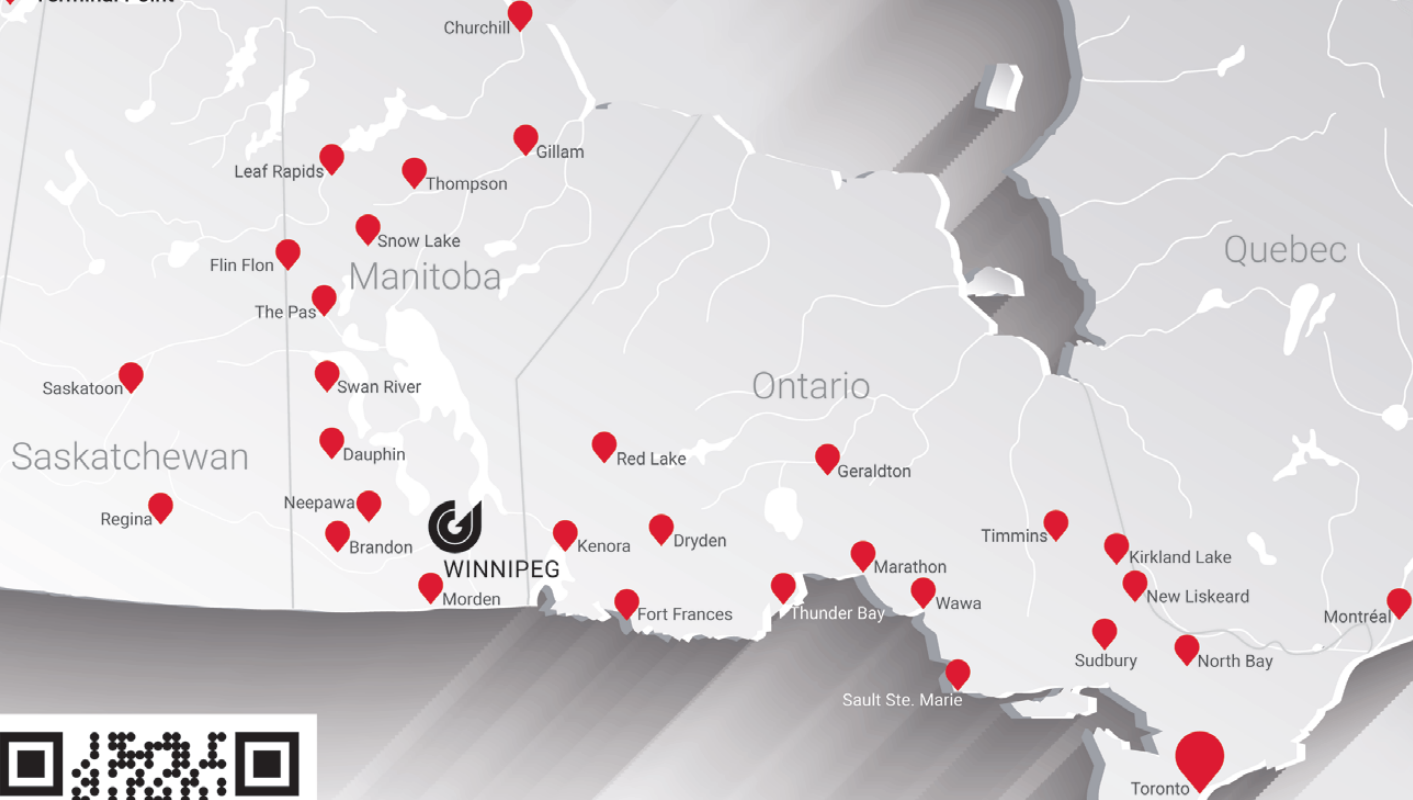 Terminal Point
Churchill
Gillam
Leaf Rapids
Thompson
Snow Lake
Quebec
Flin Flon
Manitoba
The Pas
Saskatoon
Swan River
Ontario
Saskatchewan
Dauphin
Red Lake
Geraldton
Neepawa
Regina
Brandon
Kenora
Dryden
Timmins
Kirkland Lake
WINNIPEG
Marathon
Morden
New Liskeard
Wawa
Fort Frances
Thunder Bay
Montréal
Sudbury
North Bay
Sault Ste. Marie
Toronto